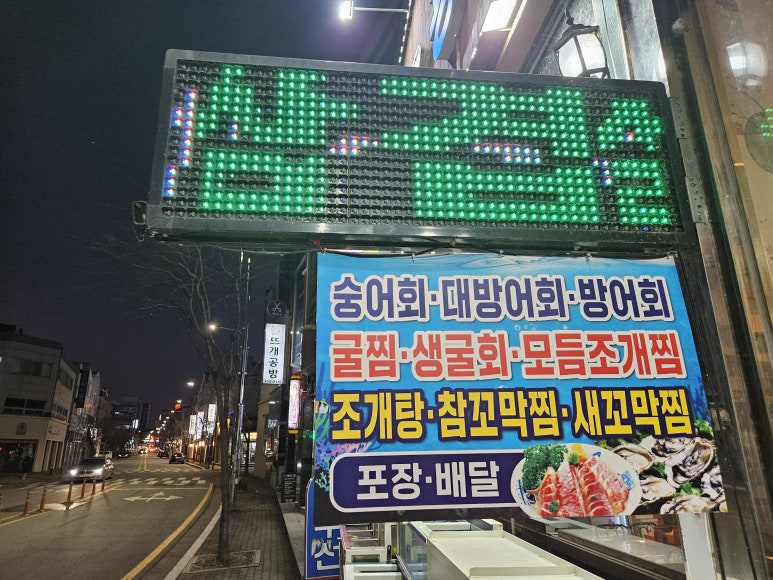 숭어회·대방어회·방어회
굴찜·생굴회·모듬조개찜
조개탕·참꼬막찜·새꼬막찜
포장·배달
뜨개공방